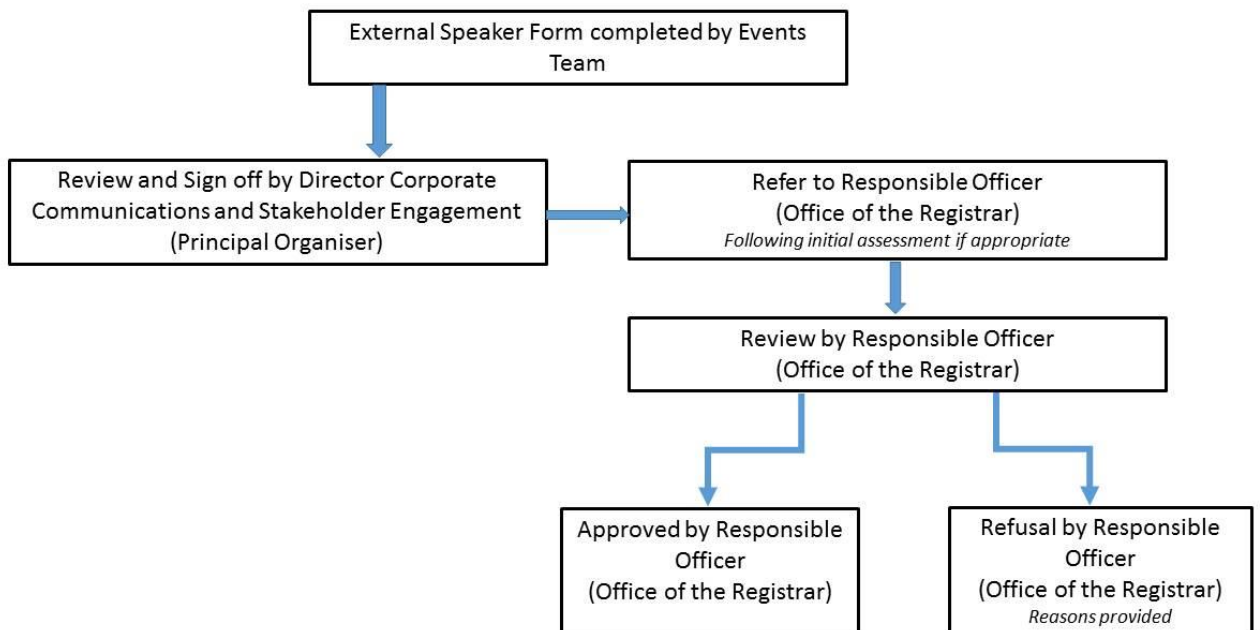 External Speaker Form completed by Events
Team
Review and Sign off by Director Corporate
Communications and Stakeholder Engagement
(Principal Organiser)
Refer to Responsible Officer
(Office of the Registrar)
Following initial assessment if appropriate
Review by Responsible Officer
(Office of the Registrar)
Approved by Responsible
Officer
(Office of the Registrar)
Refusal by Responsible
Officer
(Office of the Registrar)
Reasons provided